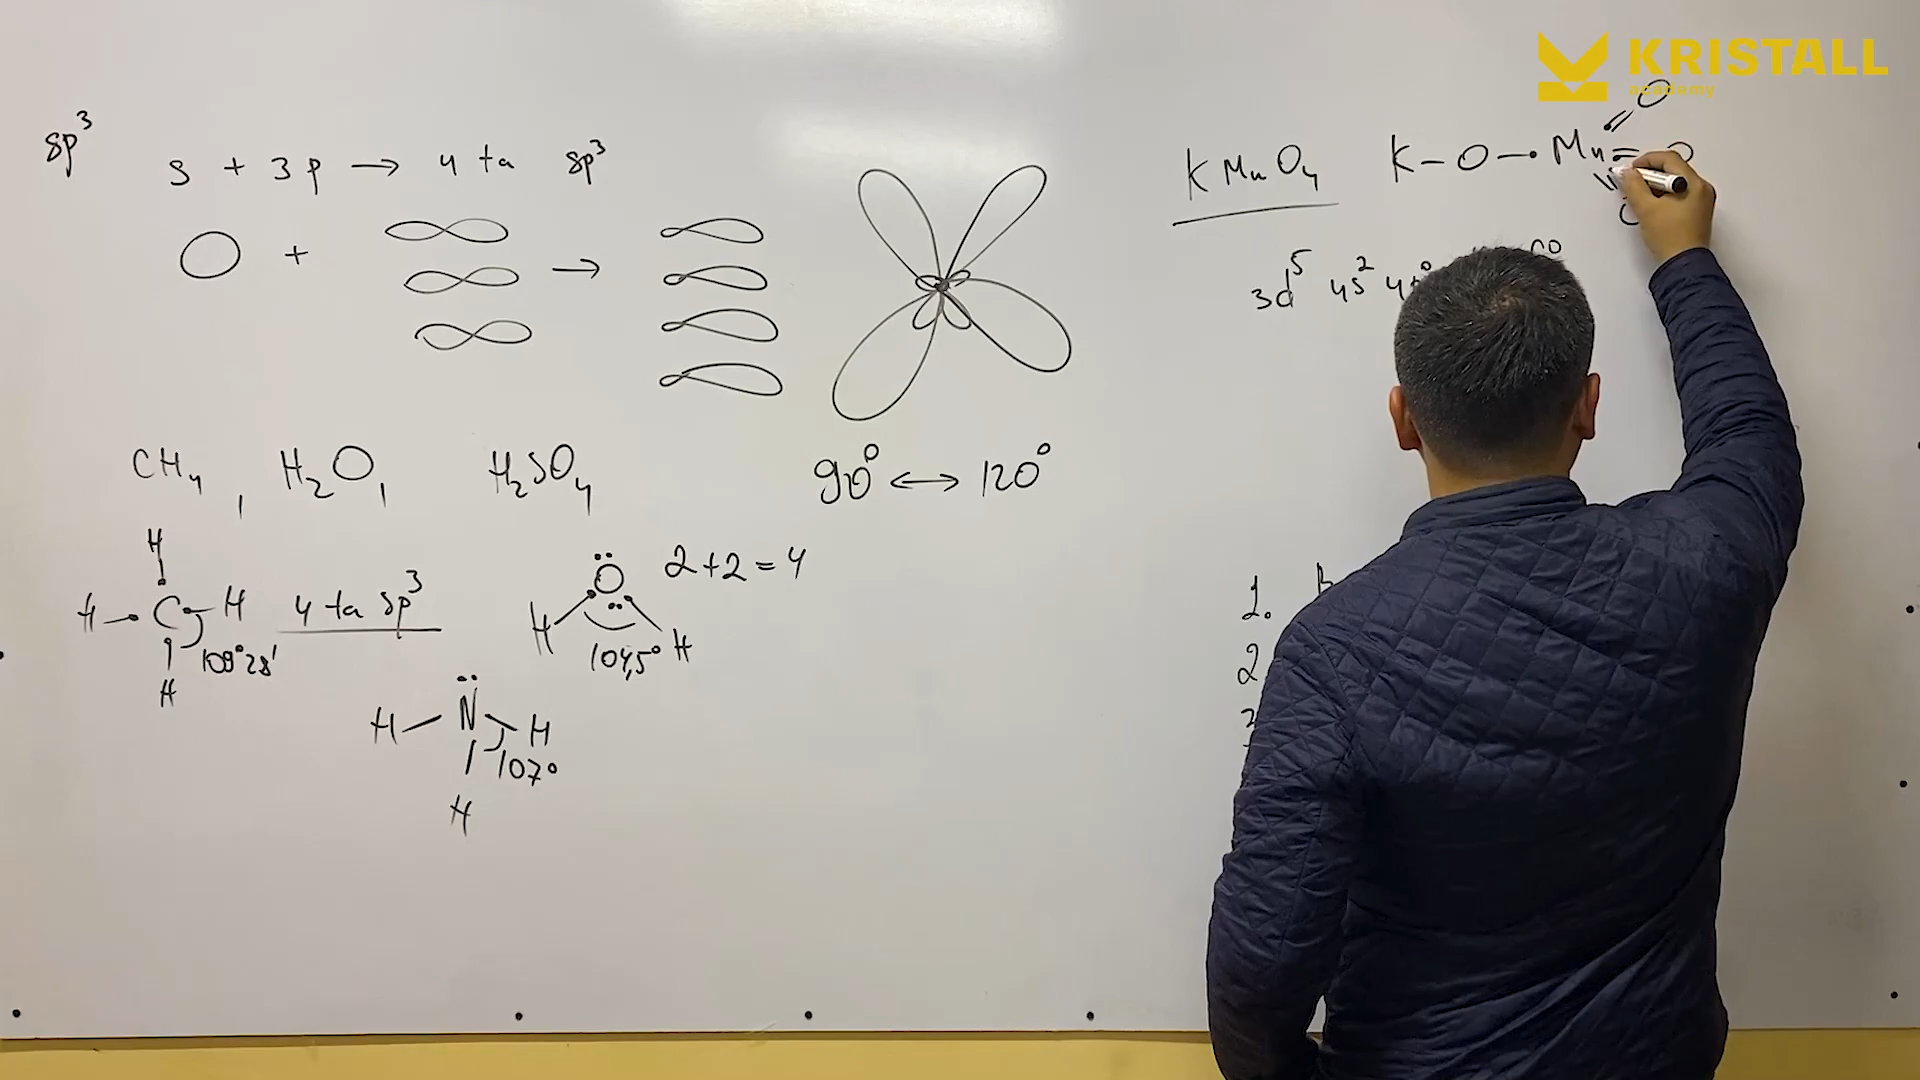 KRISTALL
academy
sp³
S + 3p → 4 ta sp³
+ →
CH₄, H₂O, H₂SO₄
90° ↔ 120°
H
H C H
109°28'
H
4 ta sp³
O
H H
104,5°
2+2=4
H N H
107°
H
KMnO₄
K-O-Mn=O
O
3d⁵ 4s²
1.
2
3